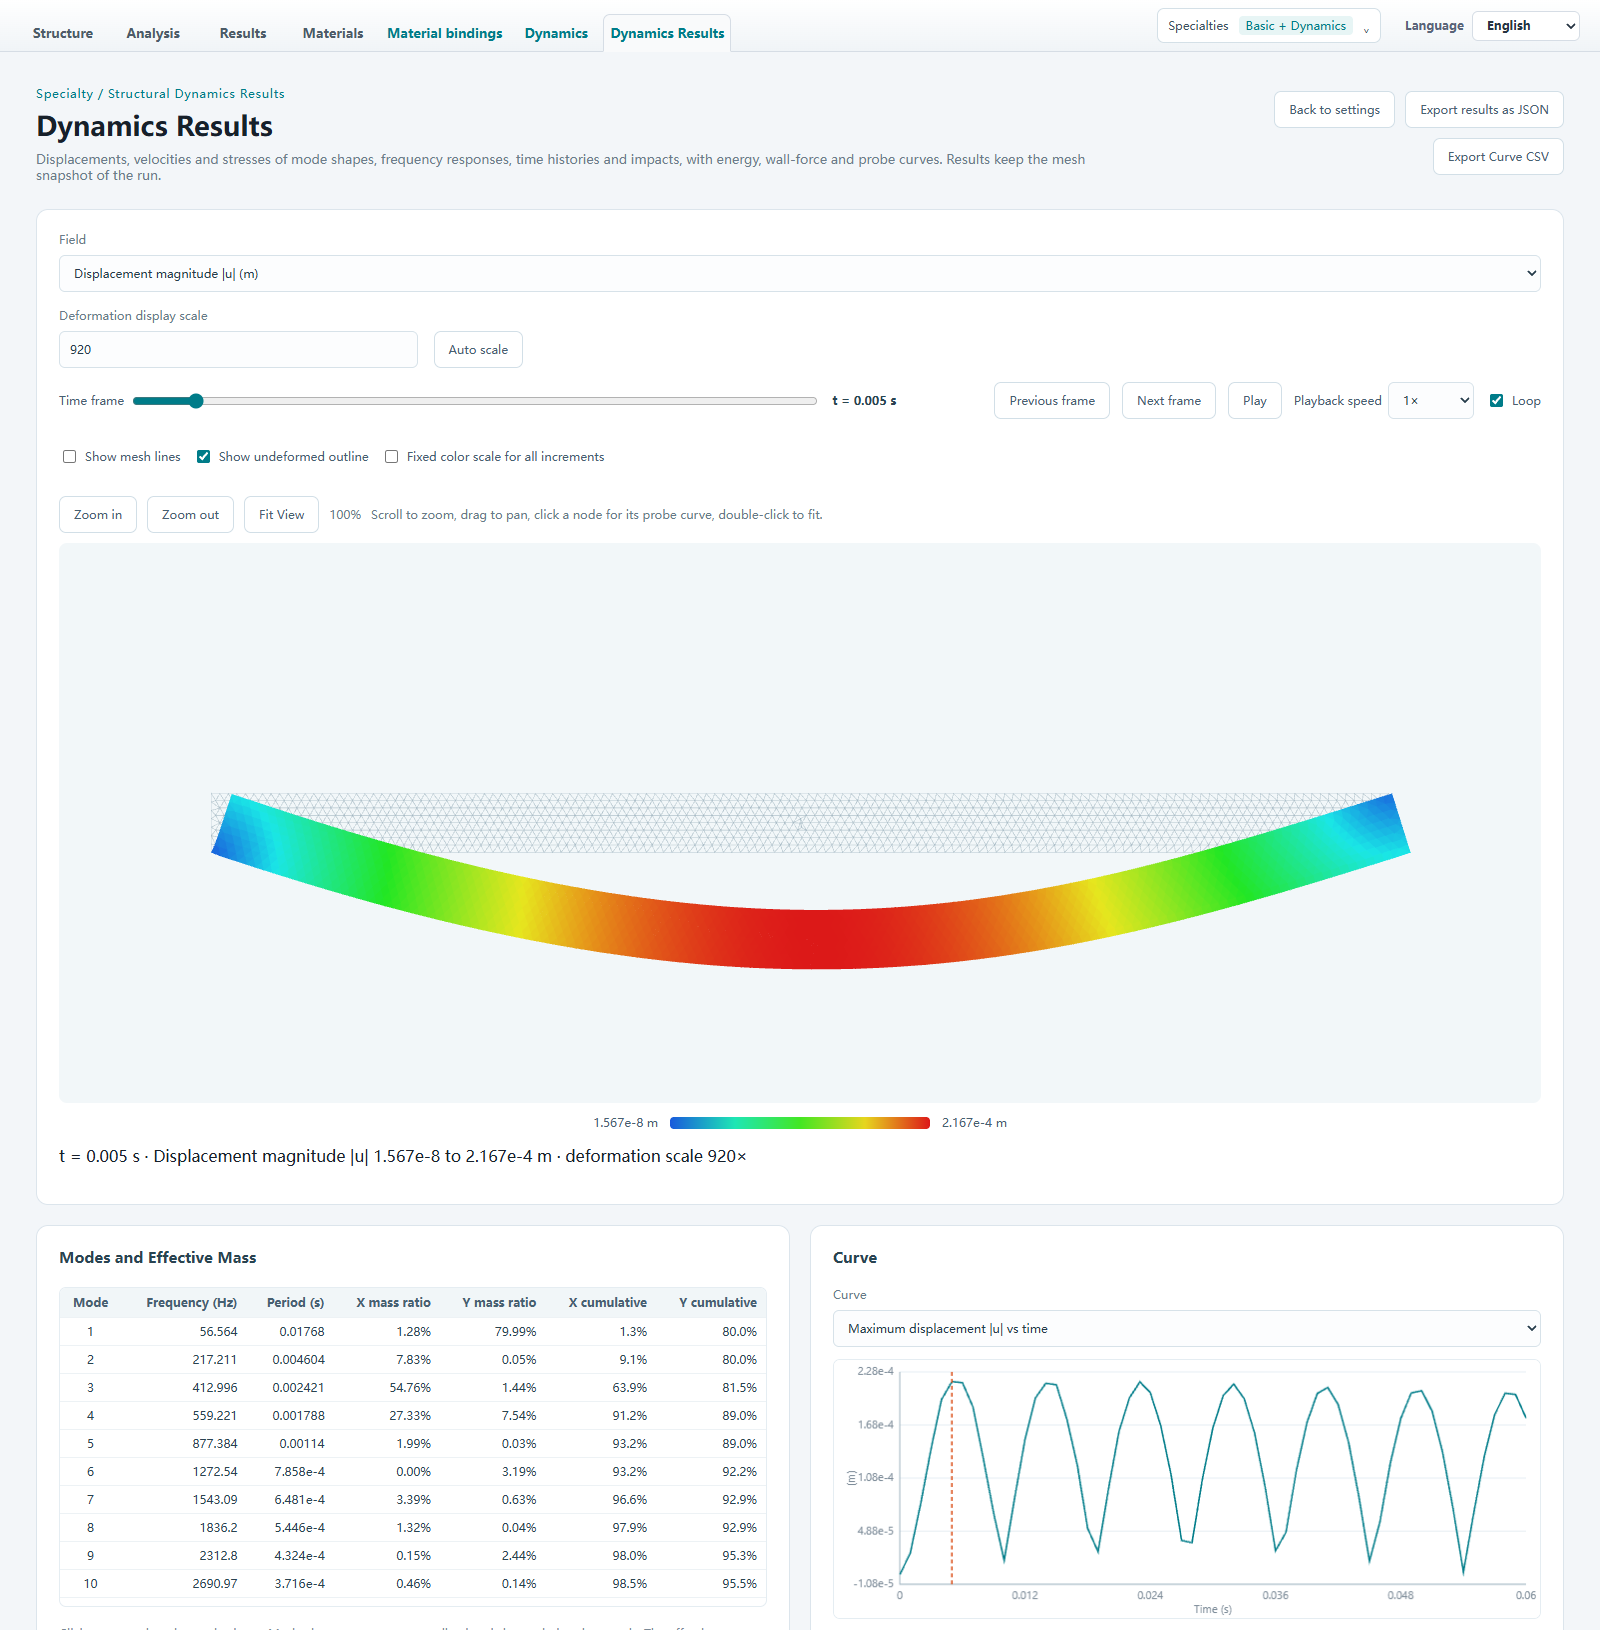 Structure Analysis Results Materials Material bindings Dynamics Dynamics Results Specialties Basic + Dynamics Language English
Specialty / Structural Dynamics Results
Dynamics Results
Back to settings Export results as JSON
Export Curve CSV
Displacements, velocities and stresses of mode shapes, frequency responses, time histories and impacts, with energy, wall-force and probe curves. Results keep the mesh
snapshot of the run.
Field
Displacement magnitude |u| (m)
Deformation display scale
920 Auto scale
Time frame t = 0.005 s Previous frame Next frame Play Playback speed 1× Loop
Show mesh lines Show undeformed outline Fixed color scale for all increments
Zoom in Zoom out Fit View 100% Scroll to zoom, drag to pan, click a node for its probe curve, double-click to fit.
1.567e-8 m 2.167e-4 m
t = 0.005 s · Displacement magnitude |u| 1.567e-8 to 2.167e-4 m · deformation scale 920×
Modes and Effective Mass
Mode Frequency (Hz) Period (s) X mass ratio Y mass ratio X cumulative Y cumulative
1 56.564 0.01768 1.28% 79.99% 1.3% 80.0%
2 217.211 0.004604 7.83% 0.05% 9.1% 80.0%
3 412.996 0.002421 54.76% 1.44% 63.9% 81.5%
4 559.221 0.001788 27.33% 7.54% 91.2% 89.0%
5 877.384 0.00114 1.99% 0.03% 93.2% 89.0%
6 1272.54 7.858e-4 0.00% 3.19% 93.2% 92.2%
7 1543.09 6.481e-4 3.39% 0.63% 96.6% 92.9%
8 1836.2 5.446e-4 1.32% 0.04% 97.9% 92.9%
9 2312.8 4.324e-4 0.15% 2.44% 98.0% 95.3%
10 2690.97 3.716e-4 0.46% 0.14% 98.5% 95.5%
Curve
Curve
Maximum displacement |u| vs time
2.28e-4
1.68e-4
(m)
1.08e-4
4.88e-5
-1.08e-5
0 0.012 0.024 0.036 0.048 0.06
Time (s)